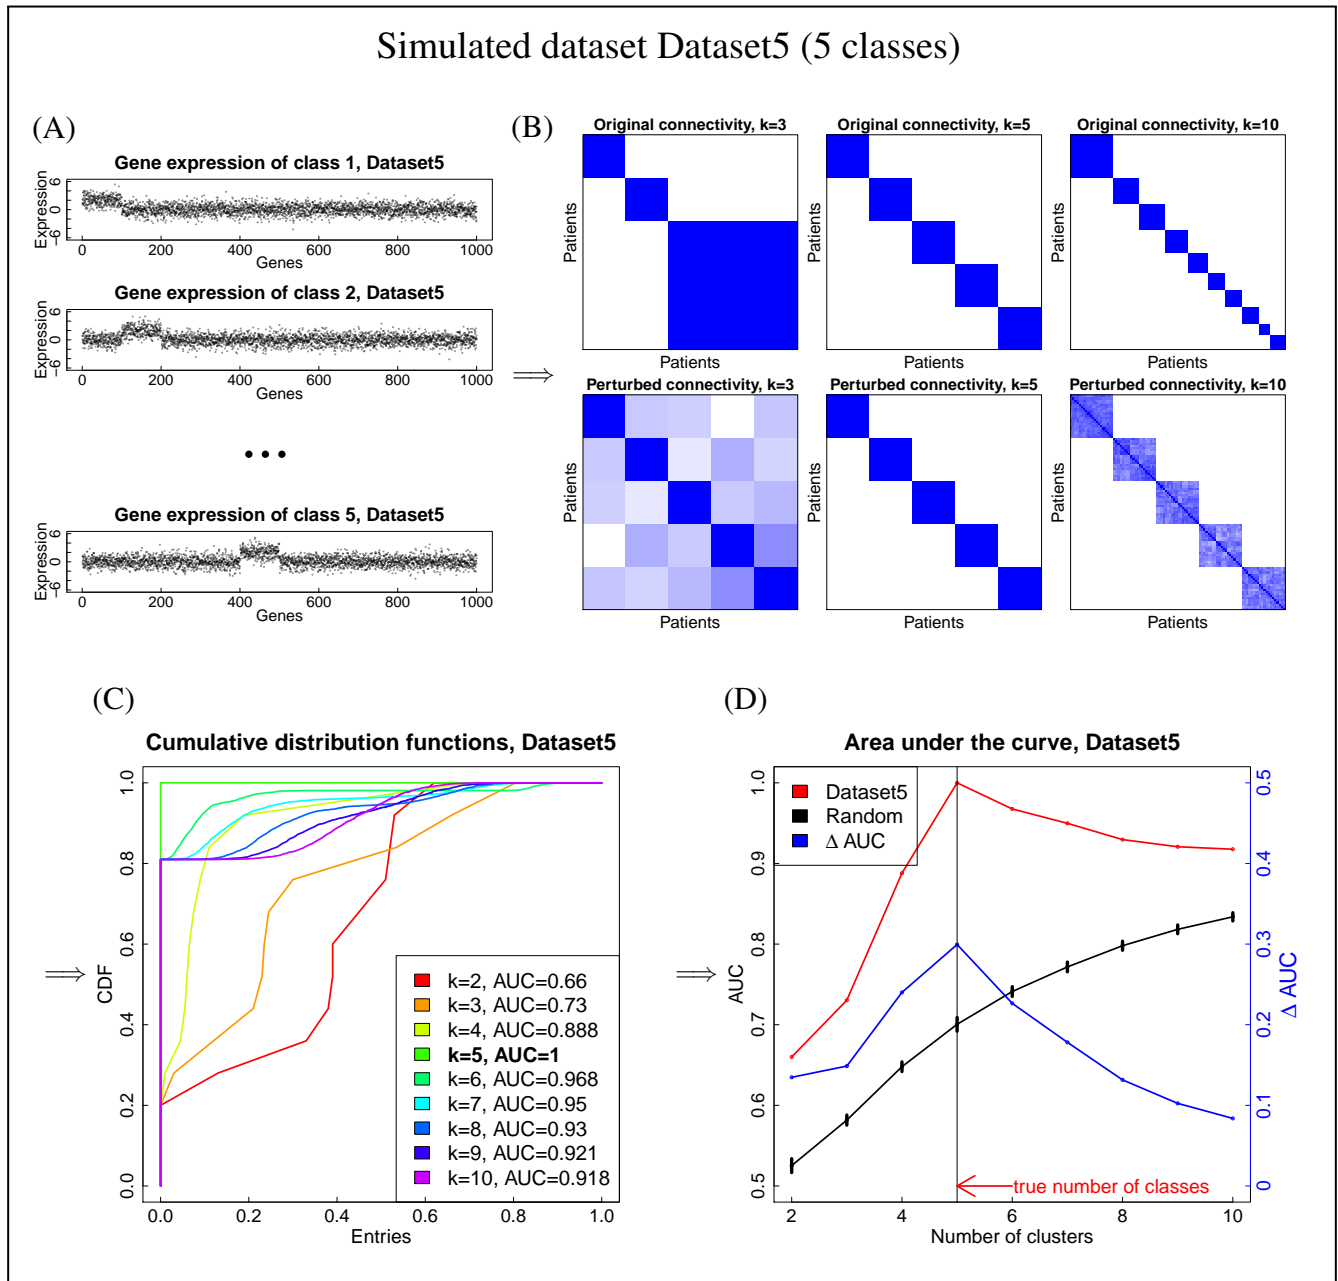 Simulated dataset Dataset5 (5 classes)
(A)
Gene expression of class 1, Dataset5
Expression
−6 0 6
0 200 400 600 800 1000
Genes
Gene expression of class 2, Dataset5
Expression
−6 0 6
0 200 400 600 800 1000
Genes
• • •
Gene expression of class 5, Dataset5
Expression
−6 0 6
0 200 400 600 800 1000
Genes
⇒
(B)
Original connectivity, k=3
Patients
Patients
Original connectivity, k=5
Patients
Patients
Original connectivity, k=10
Patients
Patients
Perturbed connectivity, k=3
Patients
Patients
Perturbed connectivity, k=5
Patients
Patients
Perturbed connectivity, k=10
Patients
Patients
⇒
(C)
Cumulative distribution functions, Dataset5
CDF
0.0 0.2 0.4 0.6 0.8 1.0
k=2, AUC=0.66
k=3, AUC=0.73
k=4, AUC=0.888
k=5, AUC=1
k=6, AUC=0.968
k=7, AUC=0.95
k=8, AUC=0.93
k=9, AUC=0.921
k=10, AUC=0.918
0.0 0.2 0.4 0.6 0.8 1.0
Entries
⇒
(D)
Area under the curve, Dataset5
AUC
0.5 0.6 0.7 0.8 0.9 1.0
Dataset5
Random
Δ AUC
true number of classes
0 0.1 0.2 0.3 0.4 0.5
Δ AUC
2 4 6 8 10
Number of clusters